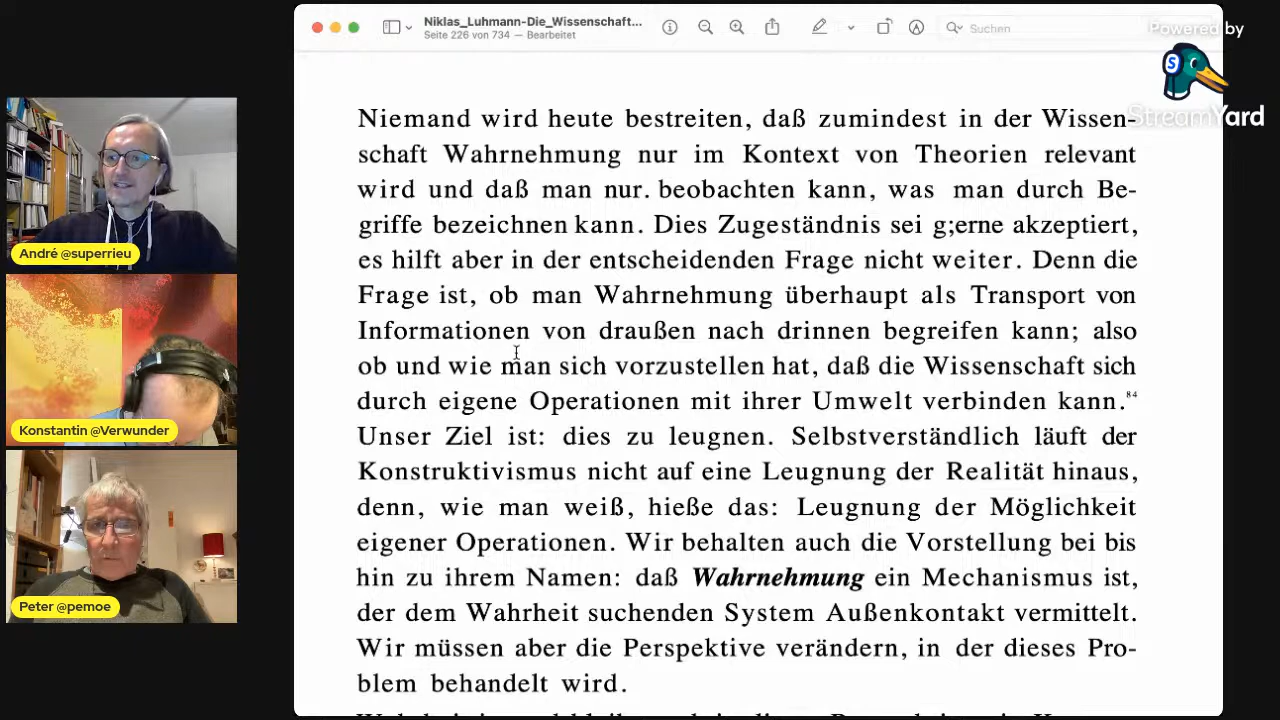 Niklas_Luhmann-Die_Wissenschaft...
Seite 226 von 734 — Bearbeitet
Suchen
Powered by
StreamYard
Niemand wird heute bestreiten, daß zumindest in der Wissen-
schaft Wahrnehmung nur im Kontext von Theorien relevant
wird und daß man nur. beobachten kann, was man durch Be-
griffe bezeichnen kann. Dies Zugeständnis sei g;erne akzeptiert,
es hilft aber in der entscheidenden Frage nicht weiter. Denn die
Frage ist, ob man Wahrnehmung überhaupt als Transport von
Informationen von draußen nach drinnen begreifen kann; also
ob und wie man sich vorzustellen hat, daß die Wissenschaft sich
durch eigene Operationen mit ihrer Umwelt verbinden kann.84
Unser Ziel ist: dies zu leugnen. Selbstverständlich läuft der
Konstruktivismus nicht auf eine Leugnung der Realität hinaus,
denn, wie man weiß, hieße das: Leugnung der Möglichkeit
eigener Operationen. Wir behalten auch die Vorstellung bei bis
hin zu ihrem Namen: daß Wahrnehmung ein Mechanismus ist,
der dem Wahrheit suchenden System Außenkontakt vermittelt.
Wir müssen aber die Perspektive verändern, in der dieses Pro-
blem behandelt wird.
André @superrieu
Konstantin @Verwunder
Peter @pemoe